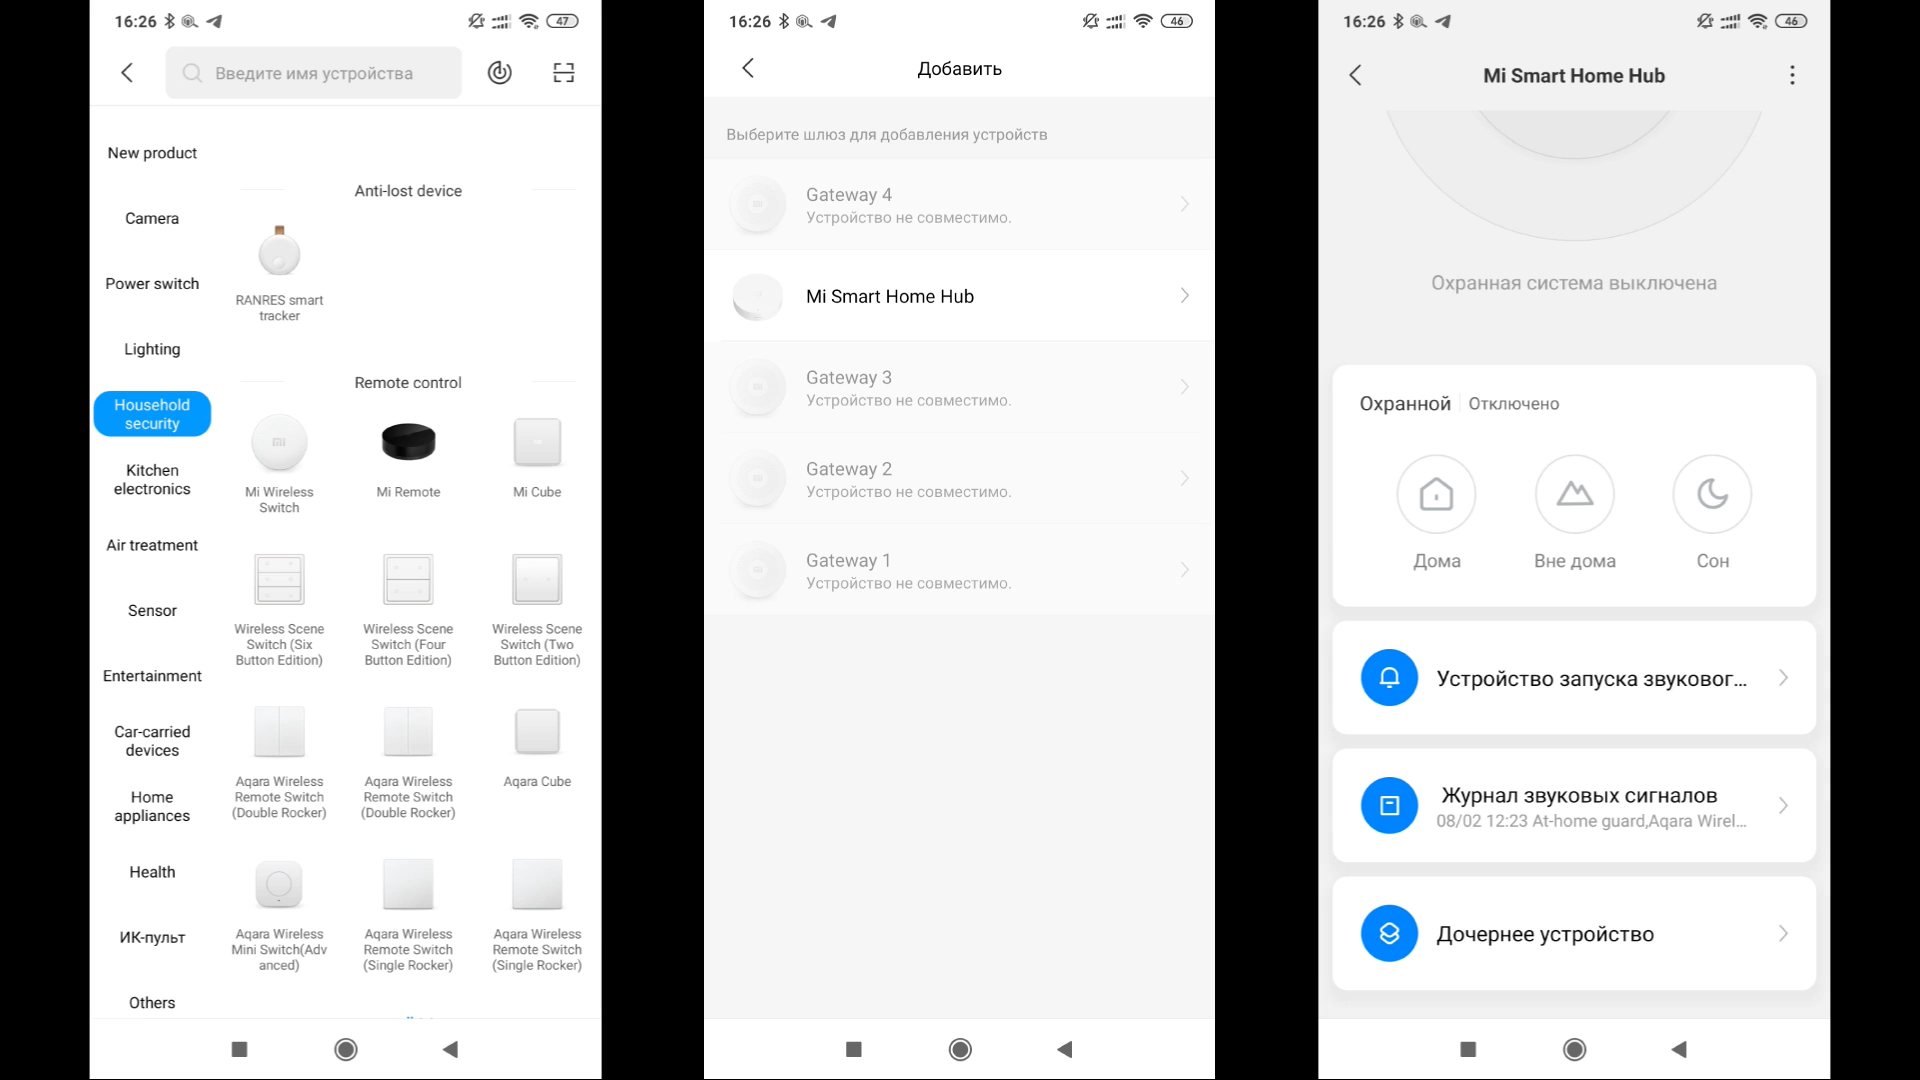 16:26
47
Введите имя устройства
New product
Camera
Power switch
Lighting
Household
security
Kitchen
electronics
Air treatment
Sensor
Entertainment
Car-carried
devices
Home
appliances
Health
ИК-пульт
Others
Anti-lost device
RANRES smart
tracker
Remote control
Mi Wireless
Switch
Mi Remote
Mi Cube
Wireless Scene
Switch (Six
Button Edition)
Wireless Scene
Switch (Four
Button Edition)
Wireless Scene
Switch (Two
Button Edition)
Aqara Wireless
Remote Switch
(Double Rocker)
Aqara Wireless
Remote Switch
(Double Rocker)
Aqara Cube
Aqara Wireless
Mini Switch(Adv
anced)
Aqara Wireless
Remote Switch
(Single Rocker)
Aqara Wireless
Remote Switch
(Single Rocker)
16:26
46
Добавить
Выберите шлюз для добавления устройств
Gateway 4
Устройство не совместимо.
Mi Smart Home Hub
Gateway 3
Устройство не совместимо.
Gateway 2
Устройство не совместимо.
Gateway 1
Устройство не совместимо.
16:26
46
Mi Smart Home Hub
Охранная система выключена
Охранной Отключено
Дома
Вне дома
Сон
Устройство запуска звуковог...
Журнал звуковых сигналов
08/02 12:23 At-home guard,Aqara Wirel...
Дочернее устройство